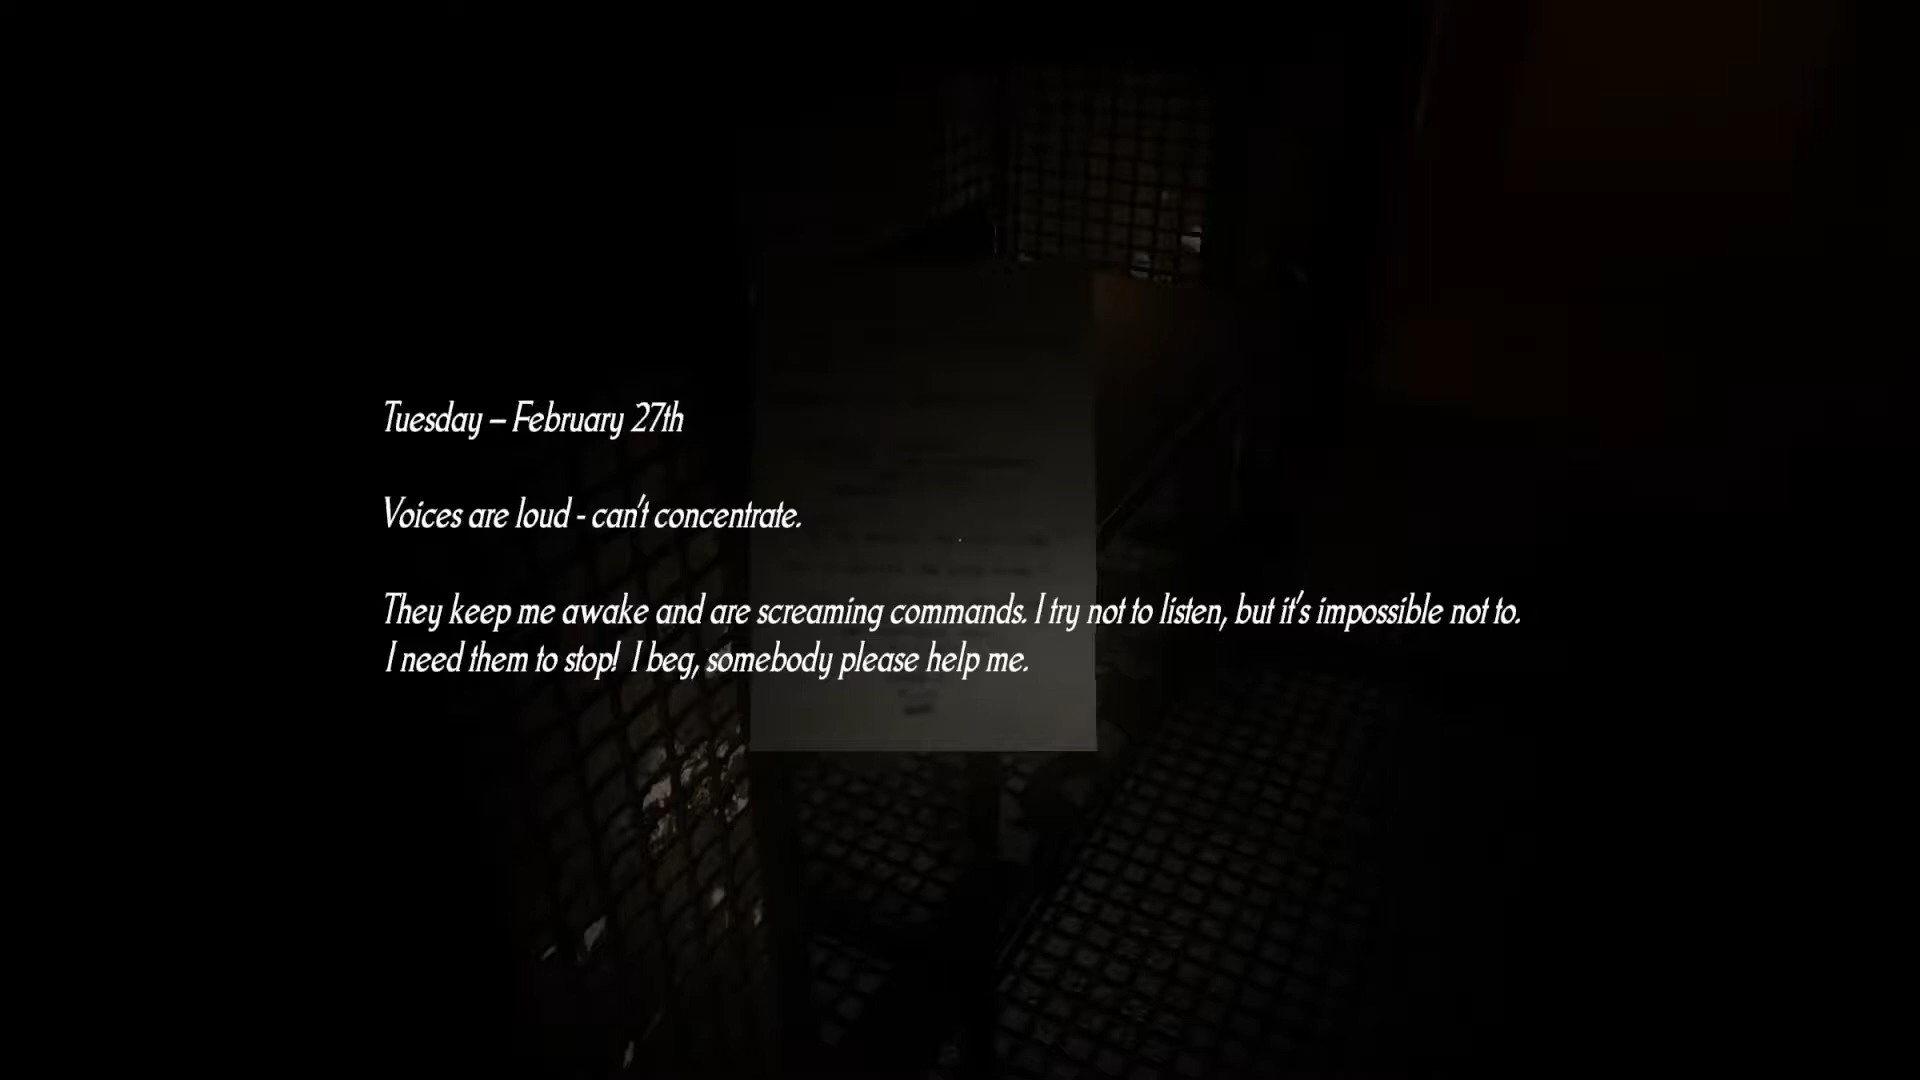 Tuesday – February 27th
Voices are loud - can't concentrate.
They keep me awake and are screaming commands. I try not to listen, but it's impossible not to.
I need them to stop!  I beg, somebody please help me.